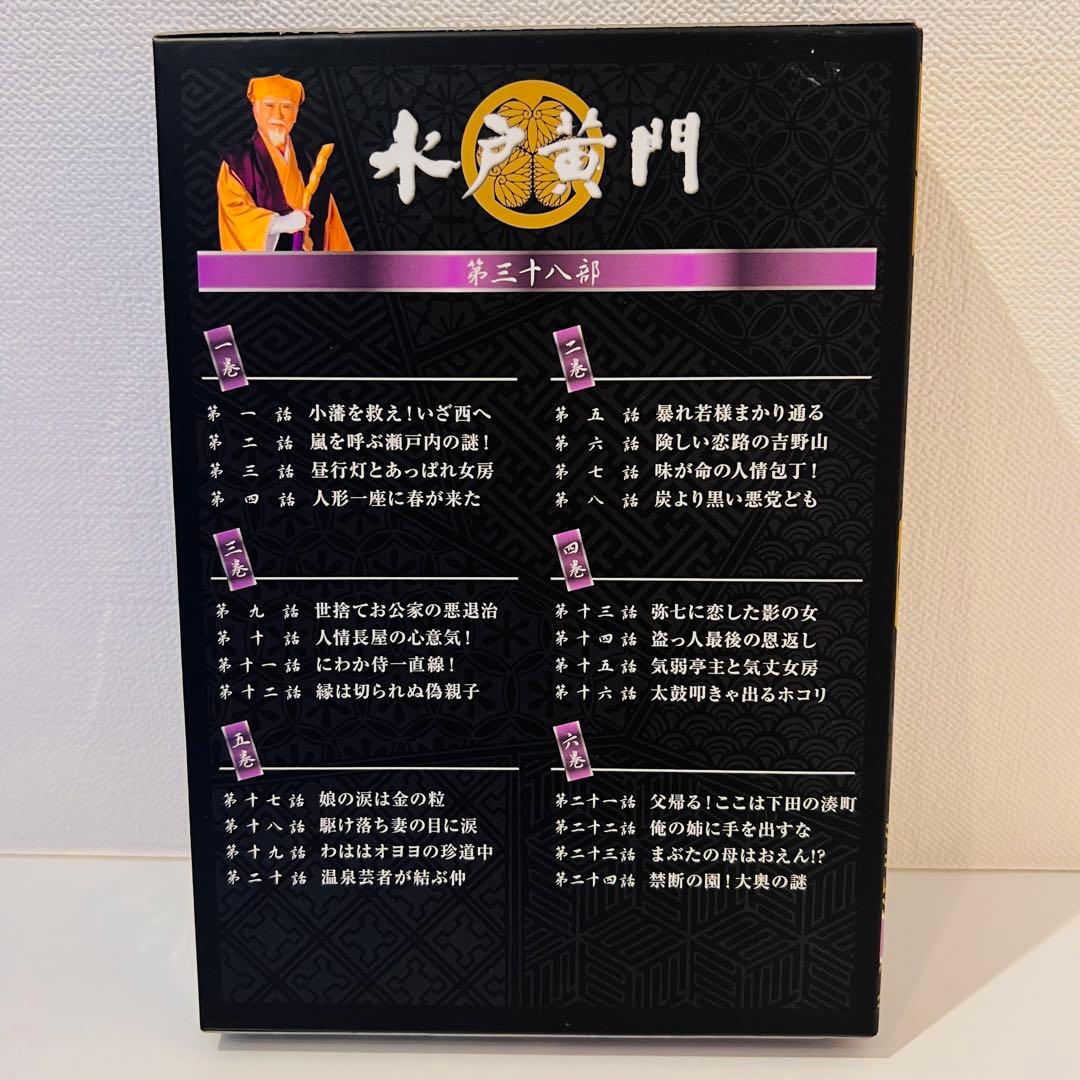 水戸黄門
第三十八部
一巻
第一話 小藩を救え!いざ西へ
第二話 嵐を呼ぶ瀬戸内の謎!
第三話 昼行灯とあっぱれ女房
第四話 人形一座に春が来た
二巻
第五話 暴れ若様まかり通る
第六話 険しい恋路の吉野山
第七話 味が命の人情包丁!
第八話 炭より黒い悪党ども
三巻
第九話 世捨てお公家の悪退治
第十話 人情長屋の心意気!
第十一話 にわか侍一直線!
第十二話 縁は切られぬ偽親子
四巻
第十三話 弥七に恋した影の女
第十四話 盗っ人最後の恩返し
第十五話 気弱亭主と気丈女房
第十六話 太鼓叩きゃ出るホコリ
五巻
第十七話 娘の涙は金の粒
第十八話 駆け落ち妻の目に涙
第十九話 わははオヨヨの珍道中
第二十話 温泉芸者が結ぶ仲
六巻
第二十一話 父帰る!ここは下田の湊町
第二十二話 俺の姉に手を出すな
第二十三話 まぶたの母はおえん!?
第二十四話 禁断の園!大奥の謎